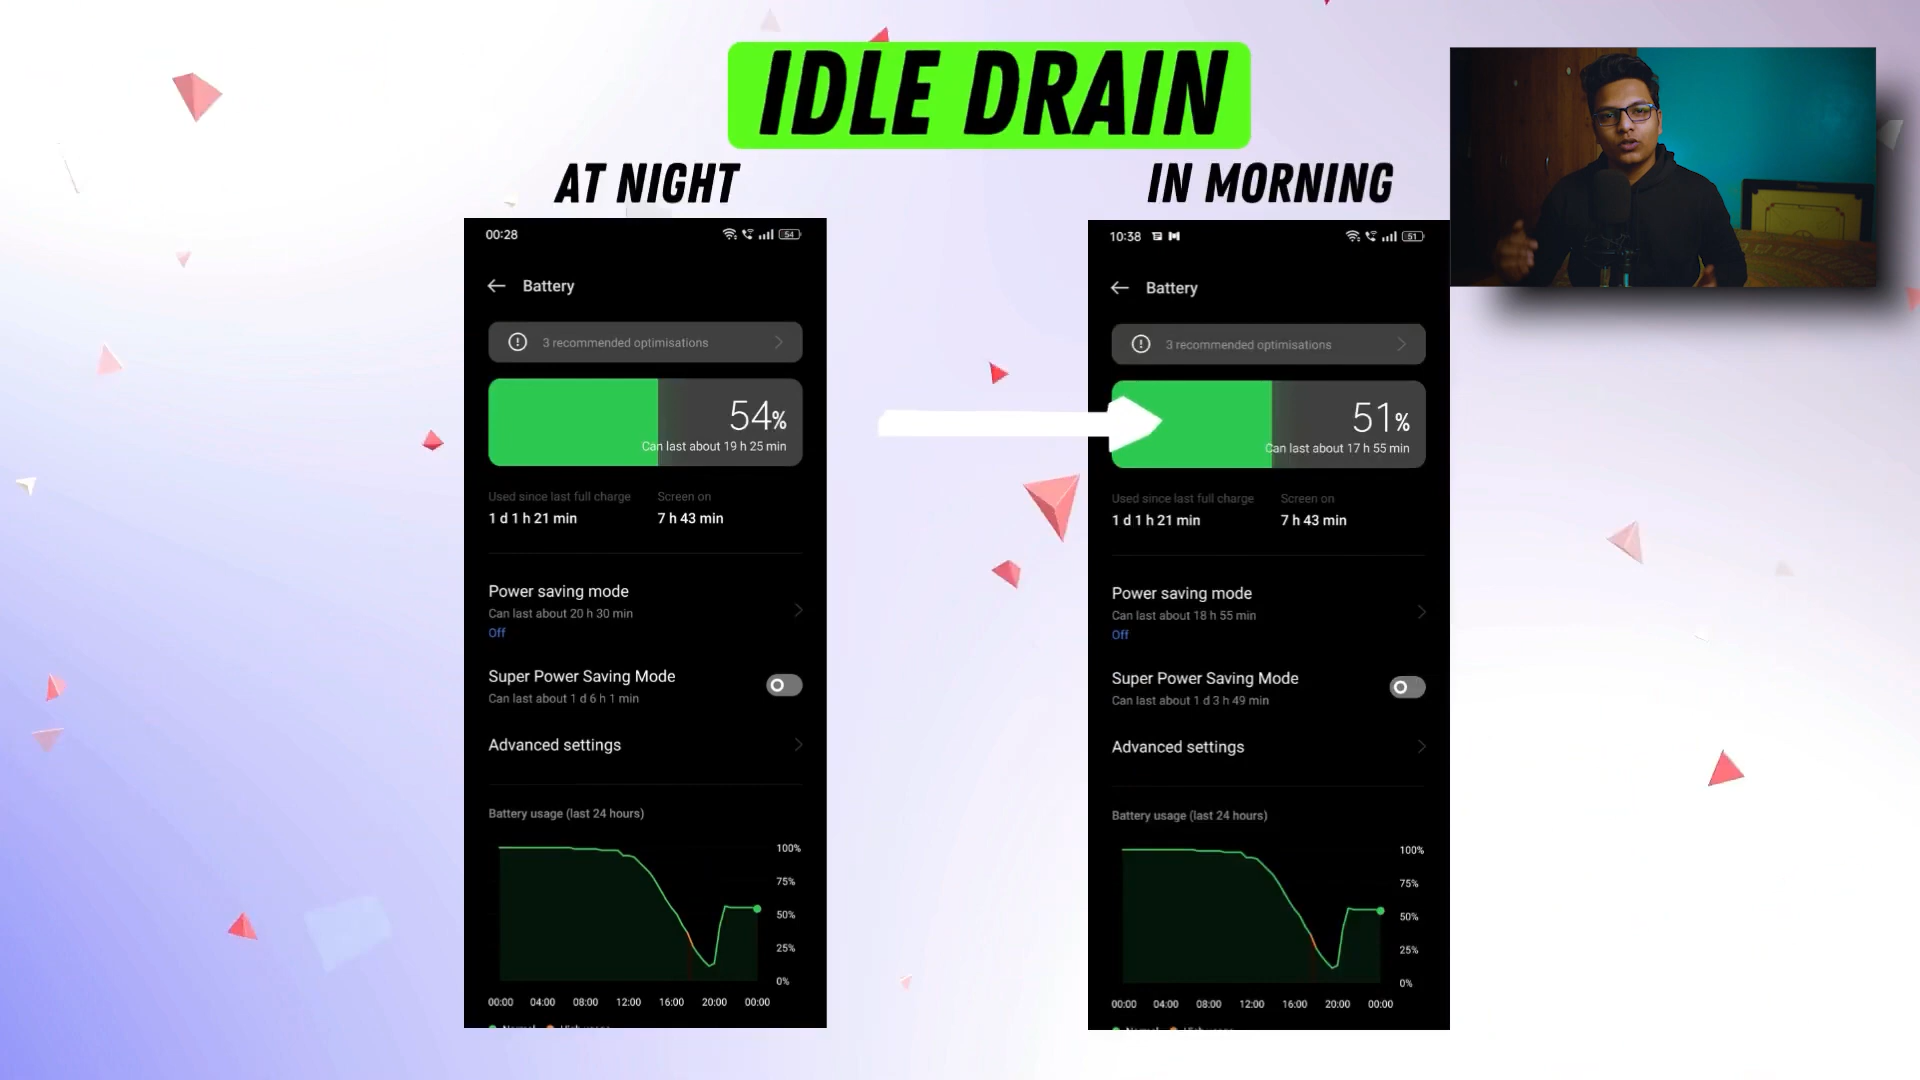 IDLE DRAIN
AT NIGHT
00:28
54
Battery
3 recommended optimisations
54%
Can last about 19 h 25 min
Used since last full charge
Screen on
1 d 1 h 21 min
7 h 43 min
Power saving mode
Can last about 20 h 30 min
Off
Super Power Saving Mode
Can last about 1 d 6 h 1 min
Advanced settings
Battery usage (last 24 hours)
100%
75%
50%
25%
0%
00:00 04:00 08:00 12:00 16:00 20:00 00:00
IN MORNING
10:38
51
Battery
3 recommended optimisations
51%
Can last about 17 h 55 min
Used since last full charge
Screen on
1 d 1 h 21 min
7 h 43 min
Power saving mode
Can last about 18 h 55 min
Off
Super Power Saving Mode
Can last about 1 d 3 h 49 min
Advanced settings
Battery usage (last 24 hours)
100%
75%
50%
25%
0%
00:00 04:00 08:00 12:00 16:00 20:00 00:00